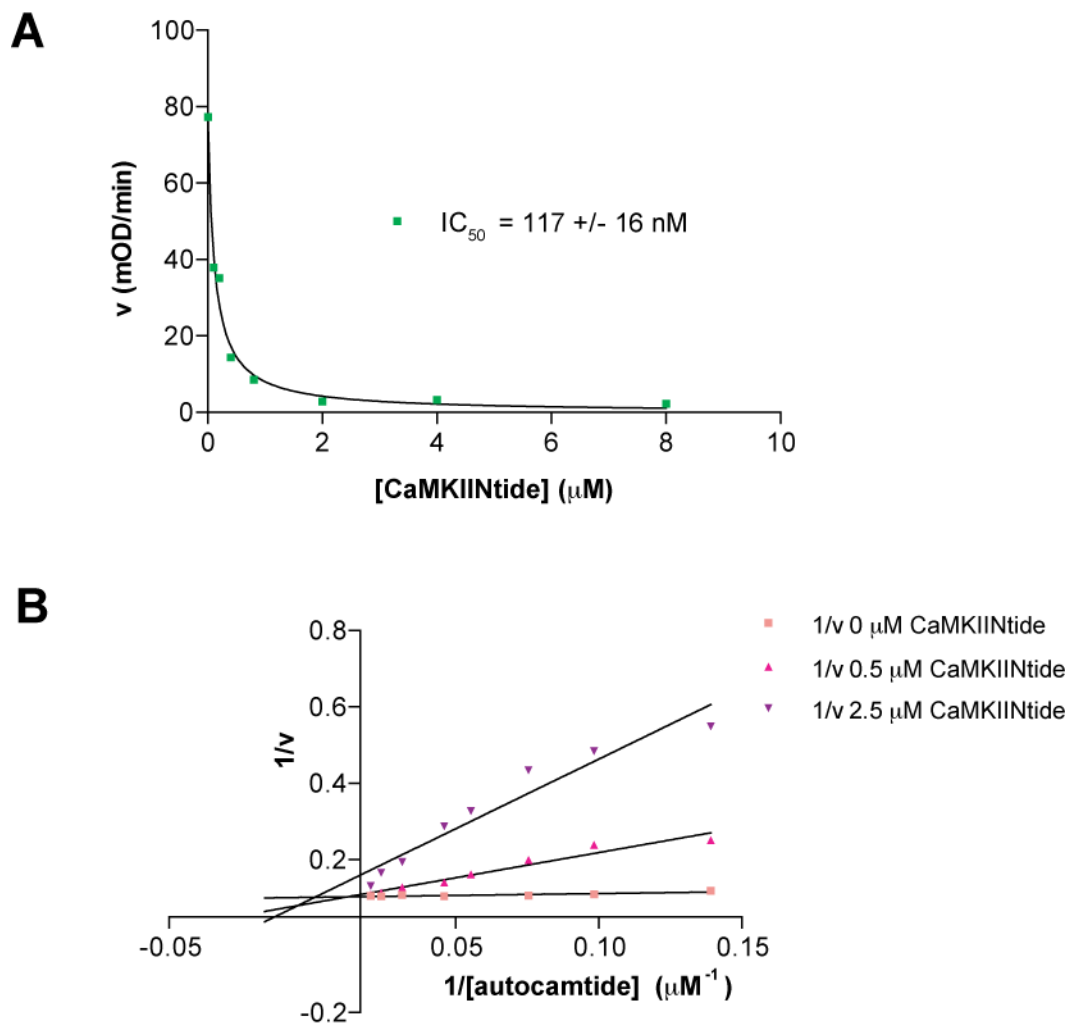 A
100
80
60
40
20
0
v (mOD/min)
IC50 = 117 +/- 16 nM
0 2 4 6 8 10
[CaMKIINtide] (μM)
B
0.8
0.6
0.4
0.2
-0.2
1/v
1/v 0 μM CaMKIINtide
1/v 0.5 μM CaMKIINtide
1/v 2.5 μM CaMKIINtide
-0.05 0.05 0.10 0.15
1/[autocamtide] (μM-1)